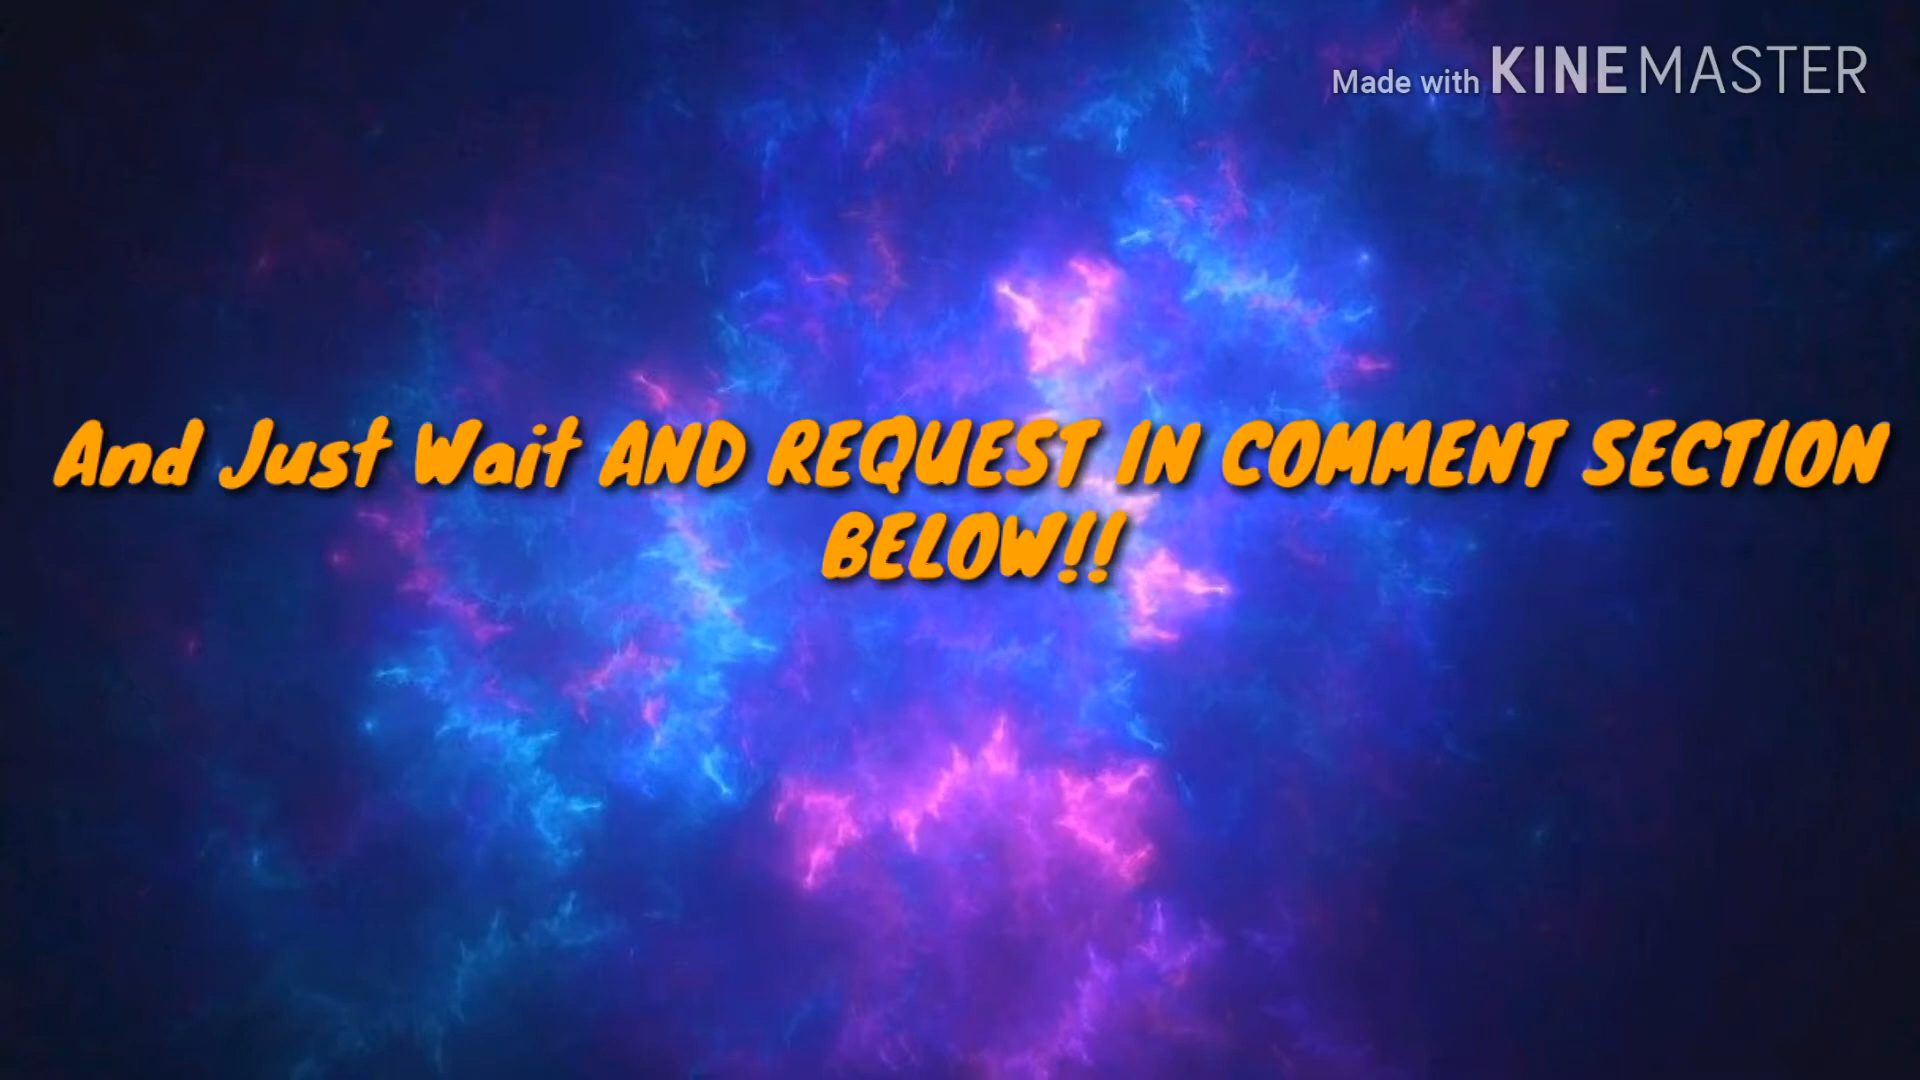 Made with KINEMASTER
And Just Wait AND REQUEST IN COMMENT SECTION
BELOW!!